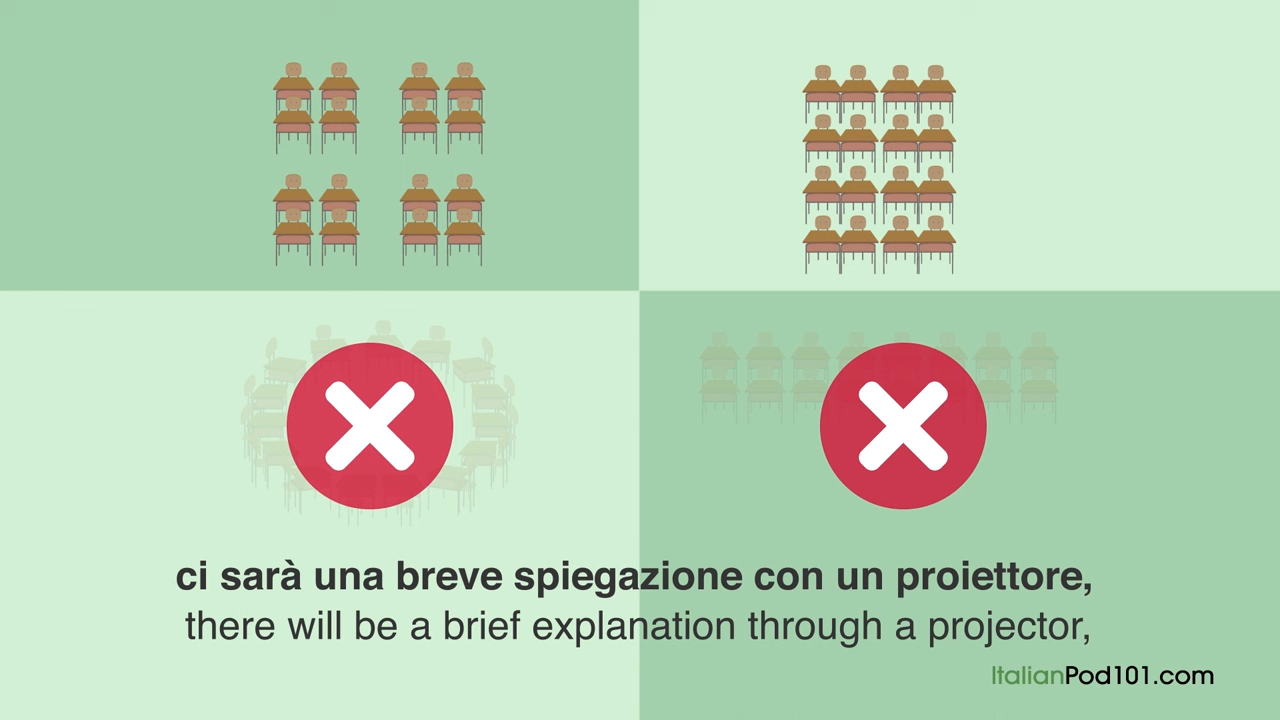 ci sarà una breve spiegazione con un proiettore,
there will be a brief explanation through a projector,
ItalianPod101.com